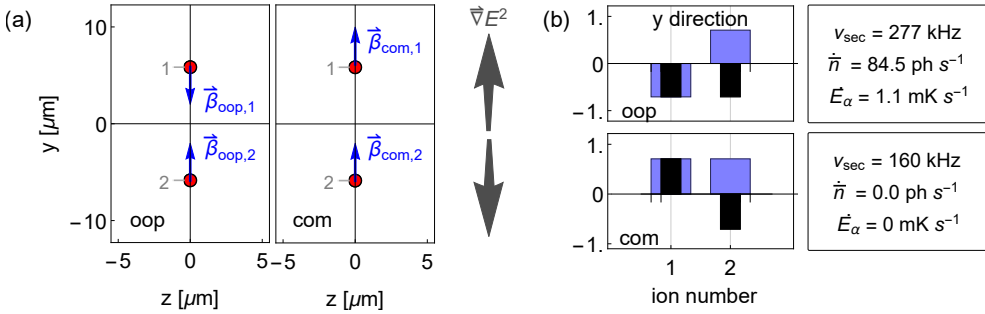 (a)
y [μm]
10
0
−10
1
β⃗oop,1
2
β⃗oop,2
oop
−5
0
5
z [μm]
1
β⃗com,1
2
β⃗com,2
com
−5
0
5
z [μm]
∇⃗E²
(b)
y direction
1.
0
−1.
oop
1.
0
−1.
com
1
2
ion number
νsec = 277 kHz
ṅ̄ = 84.5 ph s⁻¹
Ėα = 1.1 mK s⁻¹
νsec = 160 kHz
ṅ̄ = 0.0 ph s⁻¹
Ėα = 0 mK s⁻¹